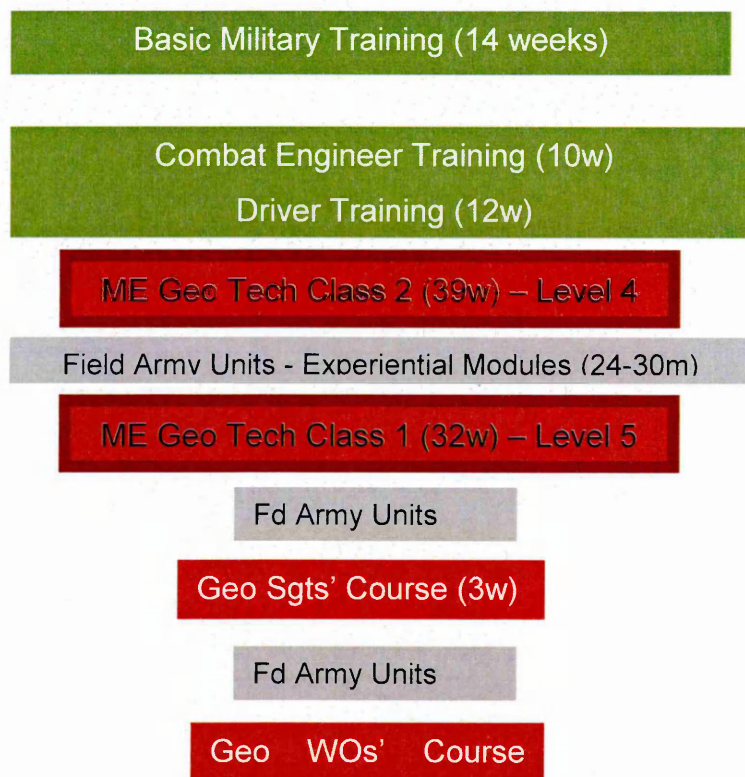 Basic Military Training (14 weeks)
Combat Engineer Training (10w)
Driver Training (12w)
ME Geo Tech Class 2 (39w) – Level 4
Field Army Units - Experiential Modules (24-30m)
ME Geo Tech Class 1 (32w) – Level 5
Fd Army Units
Geo Sgts' Course (3w)
Fd Army Units
Geo WOs' Course